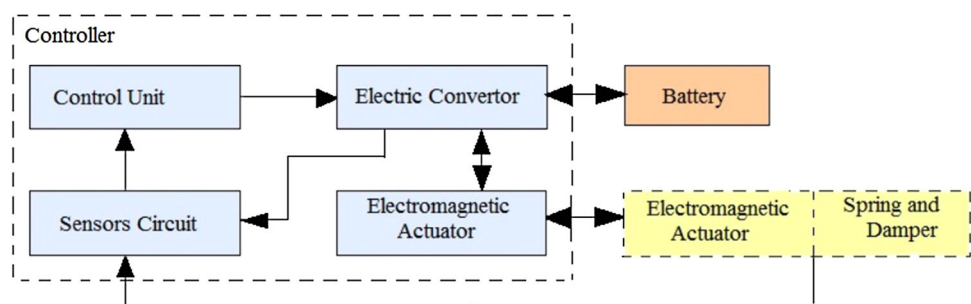 Controller
Control Unit
Electric Convertor
Battery
Sensors Circuit
Electromagnetic
Actuator
Electromagnetic
Actuator
Spring and
Damper